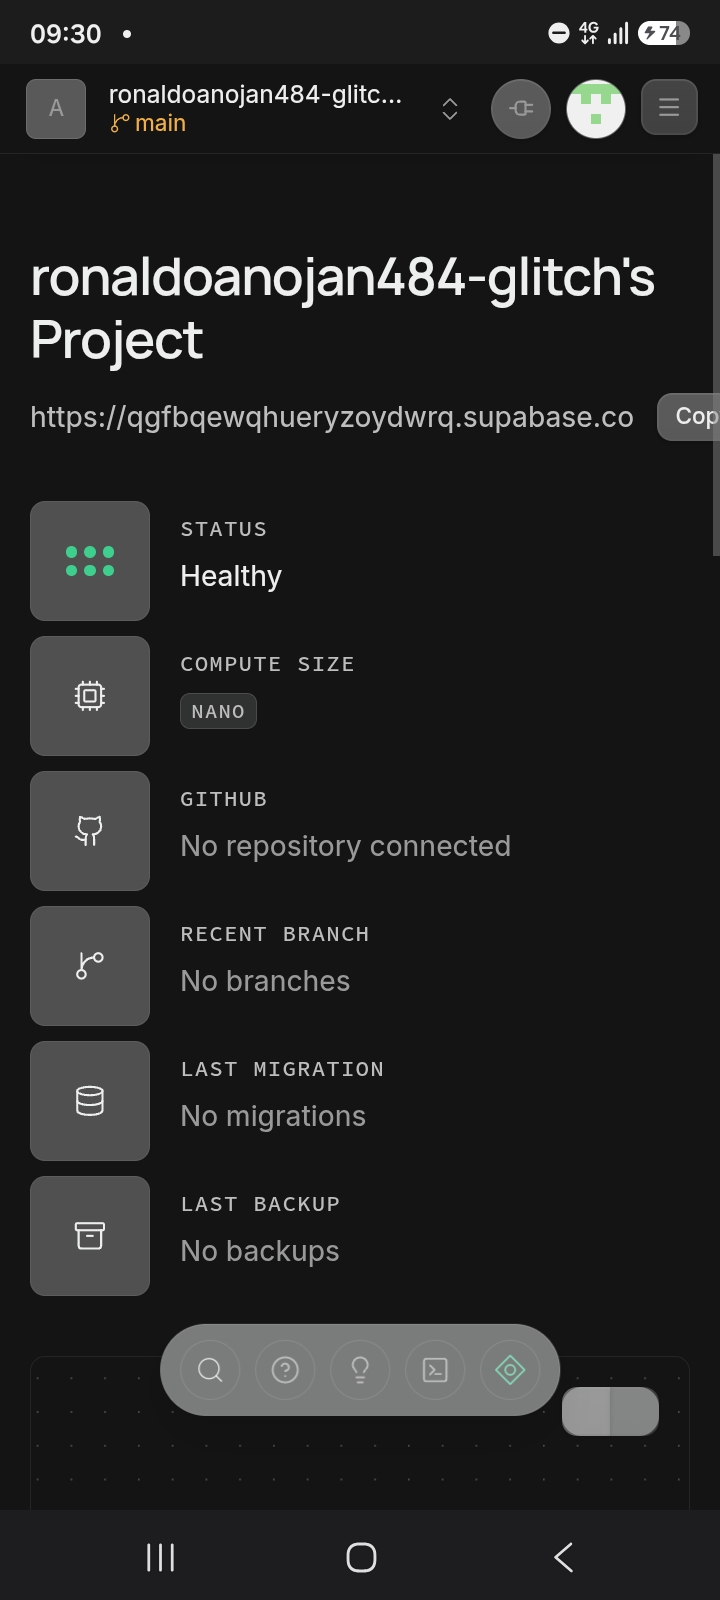 09:30
4G
74
A
ronaldoanojan484-glitc...
main
ronaldoanojan484-glitch's
Project
https://qgfbqewqhueryzoydwrq.supabase.co
Cop
STATUS
Healthy
COMPUTE SIZE
NANO
GITHUB
No repository connected
RECENT BRANCH
No branches
LAST MIGRATION
No migrations
LAST BACKUP
No backups